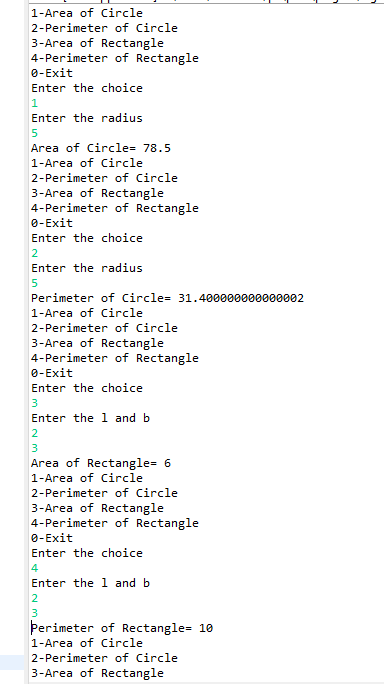 1-Area of Circle
2-Perimeter of Circle
3-Area of Rectangle
4-Perimeter of Rectangle
0-Exit
Enter the choice
1
Enter the radius
5
Area of Circle= 78.5
1-Area of Circle
2-Perimeter of Circle
3-Area of Rectangle
4-Perimeter of Rectangle
0-Exit
Enter the choice
2
Enter the radius
5
Perimeter of Circle= 31.400000000000002
1-Area of Circle
2-Perimeter of Circle
3-Area of Rectangle
4-Perimeter of Rectangle
0-Exit
Enter the choice
3
Enter the l and b
2
3
Area of Rectangle= 6
1-Area of Circle
2-Perimeter of Circle
3-Area of Rectangle
4-Perimeter of Rectangle
0-Exit
Enter the choice
4
Enter the l and b
2
3
Perimeter of Rectangle= 10
1-Area of Circle
2-Perimeter of Circle
3-Area of Rectangle